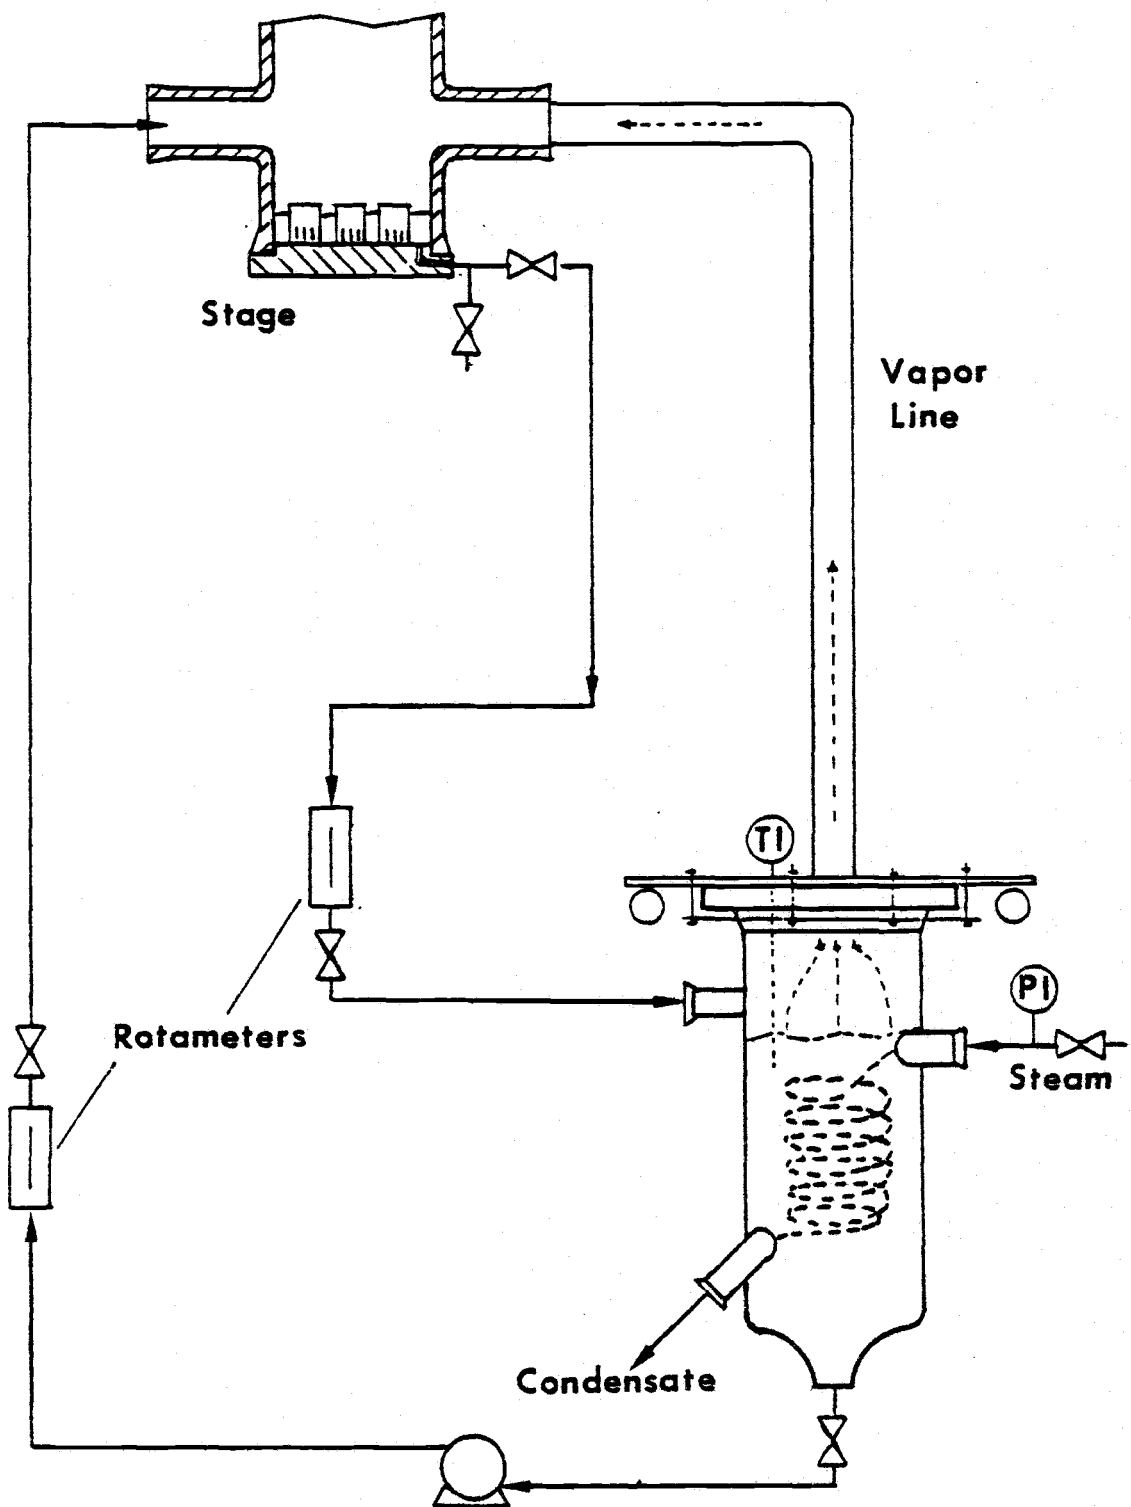 Stage
Vapor
Line
TI
PI
Rotameters
Steam
Condensate